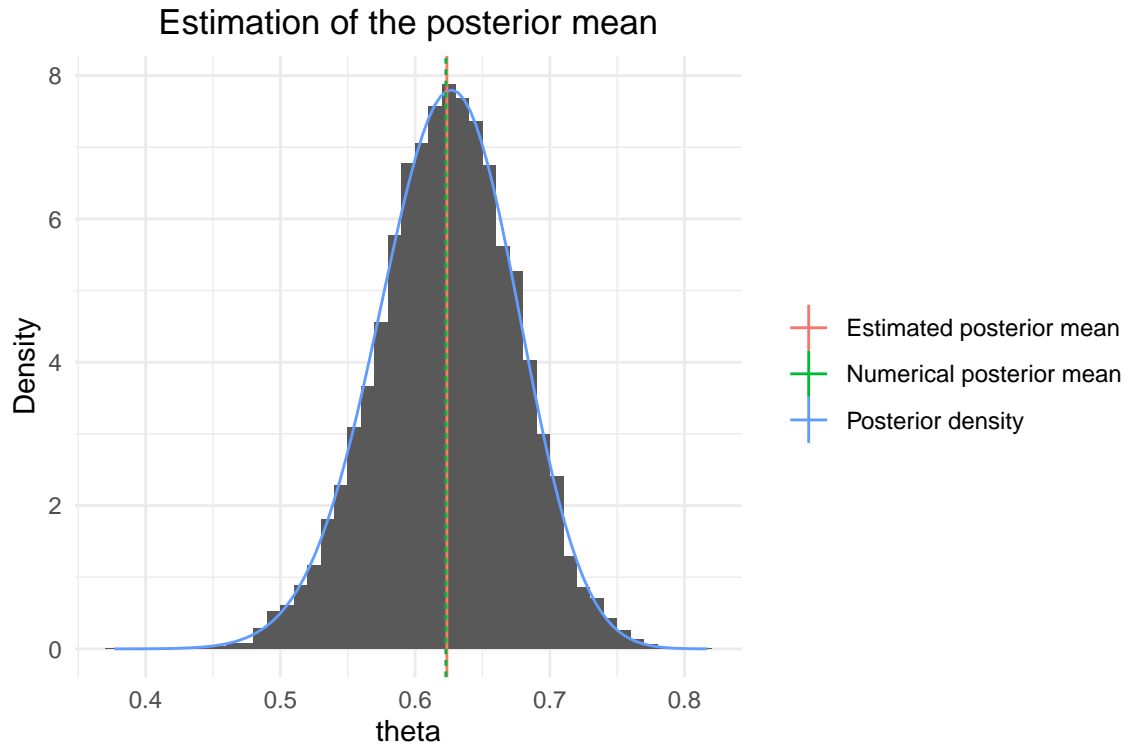 Estimation of the posterior mean
8
6
4
2
0
Density
0.4 0.5 0.6 0.7 0.8
theta
Estimated posterior mean
Numerical posterior mean
Posterior density